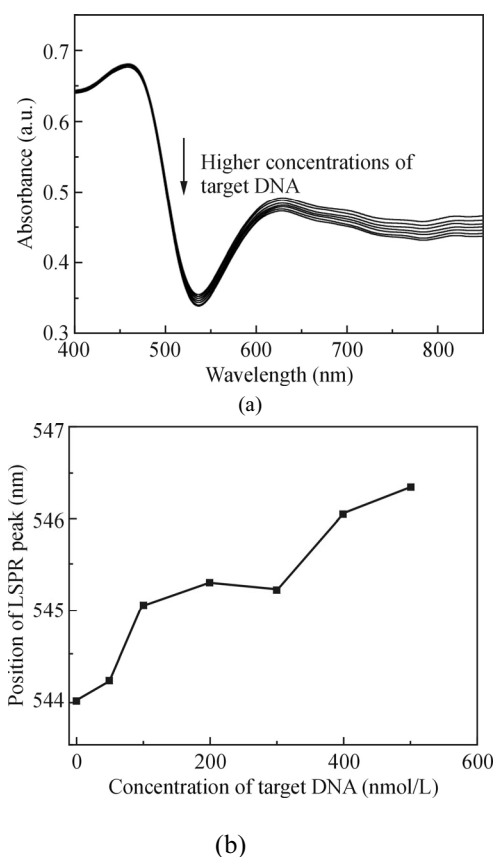 0.7
0.6
0.5
0.4
0.3
Absorbance (a.u.)
Higher concentrations of
target DNA
400 500 600 700 800
Wavelength (nm)
(a)
547
546
545
544
Position of LSPR peak (nm)
0 200 400 600
Concentration of target DNA (nmol/L)
(b)